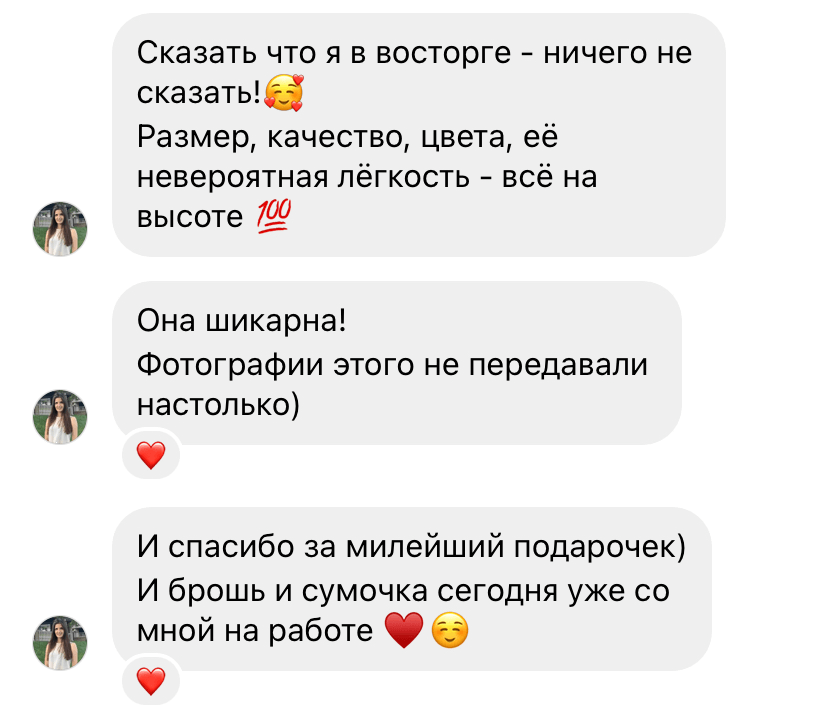 Сказать что я в восторге - ничего не
сказать!🥰
Размер, качество, цвета, её
невероятная лёгкость - всё на
высоте 💯
Она шикарна!
Фотографии этого не передавали
настолько)
И спасибо за милейший подарочек)
И брошь и сумочка сегодня уже со
мной на работе ♥️☺️